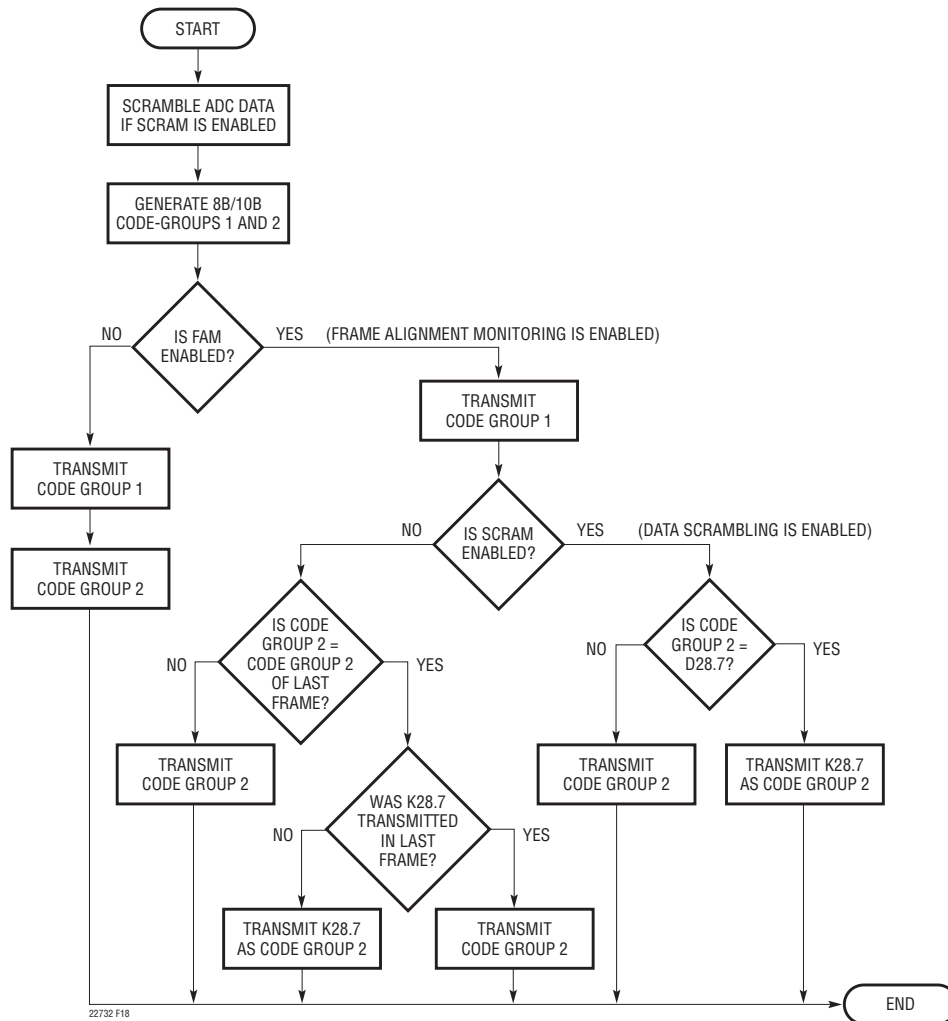 START
SCRAMBLE ADC DATA
IF SCRAM IS ENABLED
GENERATE 8B/10B
CODE-GROUPS 1 AND 2
IS FAM
ENABLED?
NO
YES
(FRAME ALIGNMENT MONITORING IS ENABLED)
TRANSMIT
CODE GROUP 1
TRANSMIT
CODE GROUP 2
TRANSMIT
CODE GROUP 1
IS SCRAM
ENABLED?
NO
YES
(DATA SCRAMBLING IS ENABLED)
IS CODE
GROUP 2 =
CODE GROUP 2
OF LAST
FRAME?
NO
YES
TRANSMIT
CODE GROUP 2
WAS K28.7
TRANSMITTED
IN LAST
FRAME?
NO
YES
TRANSMIT K28.7
AS CODE GROUP 2
TRANSMIT
CODE GROUP 2
IS CODE
GROUP 2 =
D28.7?
NO
YES
TRANSMIT
CODE GROUP 2
TRANSMIT K28.7
AS CODE GROUP 2
END
22732 F18